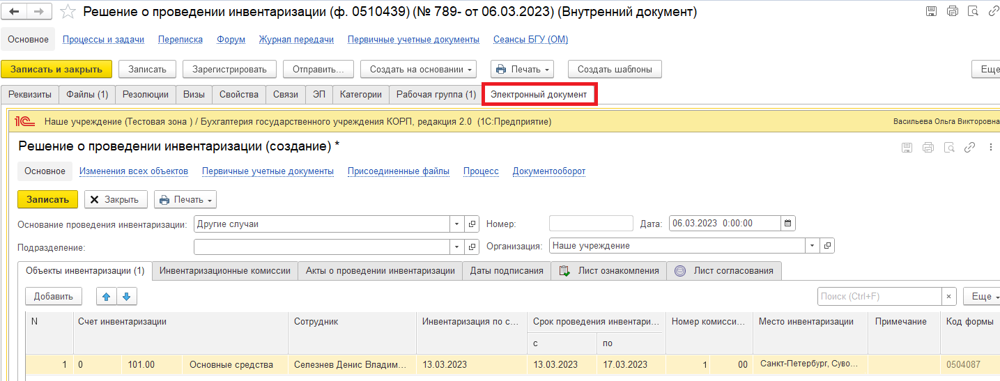 Решение о проведении инвентаризации (ф. 0510439) (№ 789- от 06.03.2023) (Внутренний документ)
Основное Процессы и задачи Переписка Форум Журнал передачи Первичные учетные документы Сеансы БГУ (ОМ)
Записать и закрыть Записать Зарегистрировать Отправить... Создать на основании Печать Создать шаблоны Еще
Реквизиты Файлы (1) Резолюции Визы Свойства Связи ЭП Категории Рабочая группа (1) Электронный документ
1С Наше учреждение (Тестовая зона ) / Бухгалтерия государственного учреждения КОРП, редакция 2.0 (1С:Предприятие) Васильева Ольга Викторовна
Решение о проведении инвентаризации (создание) *
Основное Изменения всех объектов Первичные учетные документы Присоединенные файлы Процесс Документооборот
Записать Закрыть Печать
Основание проведения инвентаризации: Другие случаи Номер: Дата: 06.03.2023 0:00:00
Подразделение: Организация: Наше учреждение
Объекты инвентаризации (1) Инвентаризационные комиссии Акты о проведении инвентаризации Даты подписания Лист ознакомления Лист согласования
Добавить Поиск (Ctrl+F) × Еще
N Счет инвентаризации Сотрудник Инвентаризация по с... Срок проведения инвентари... Номер комисси... Место инвентаризации Примечание Код формы
с по
1 0 101.00 Основные средства Селезнев Денис Владим... 13.03.2023 13.03.2023 17.03.2023 1 00 Санкт-Петербург, Суво... 0504087